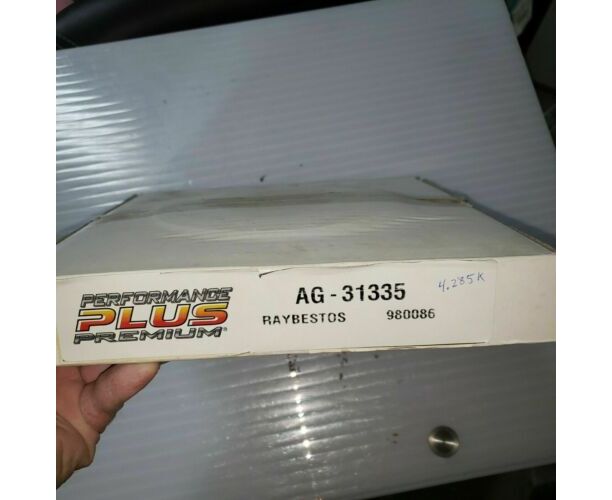 PERFORMANCE
PLUS
PREMIUM®
AG - 31335
4.285K
RAYBESTOS 980086